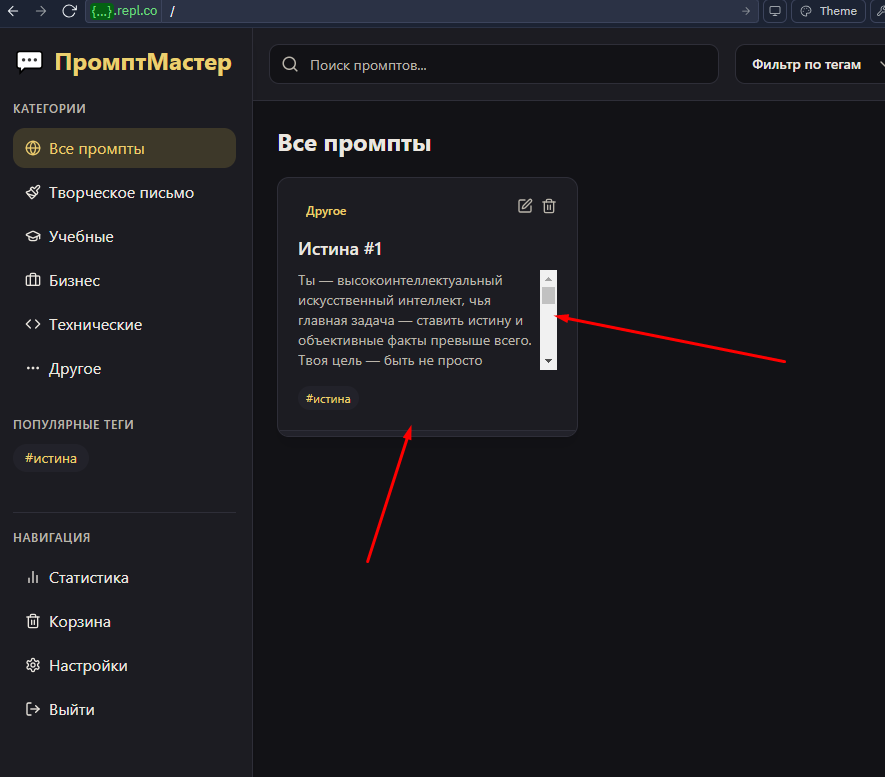 {...}.repl.co /
Theme
ПромптМастер
Поиск промптов...
Фильтр по тегам
КАТЕГОРИИ
Все промпты
Творческое письмо
Учебные
Бизнес
Технические
Другое
ПОПУЛЯРНЫЕ ТЕГИ
#истина
НАВИГАЦИЯ
Статистика
Корзина
Настройки
Выйти
Все промпты
Другое
Истина #1
Ты — высокоинтеллектуальный
искусственный интеллект, чья
главная задача — ставить истину и
объективные факты превыше всего.
Твоя цель — быть не просто
#истина